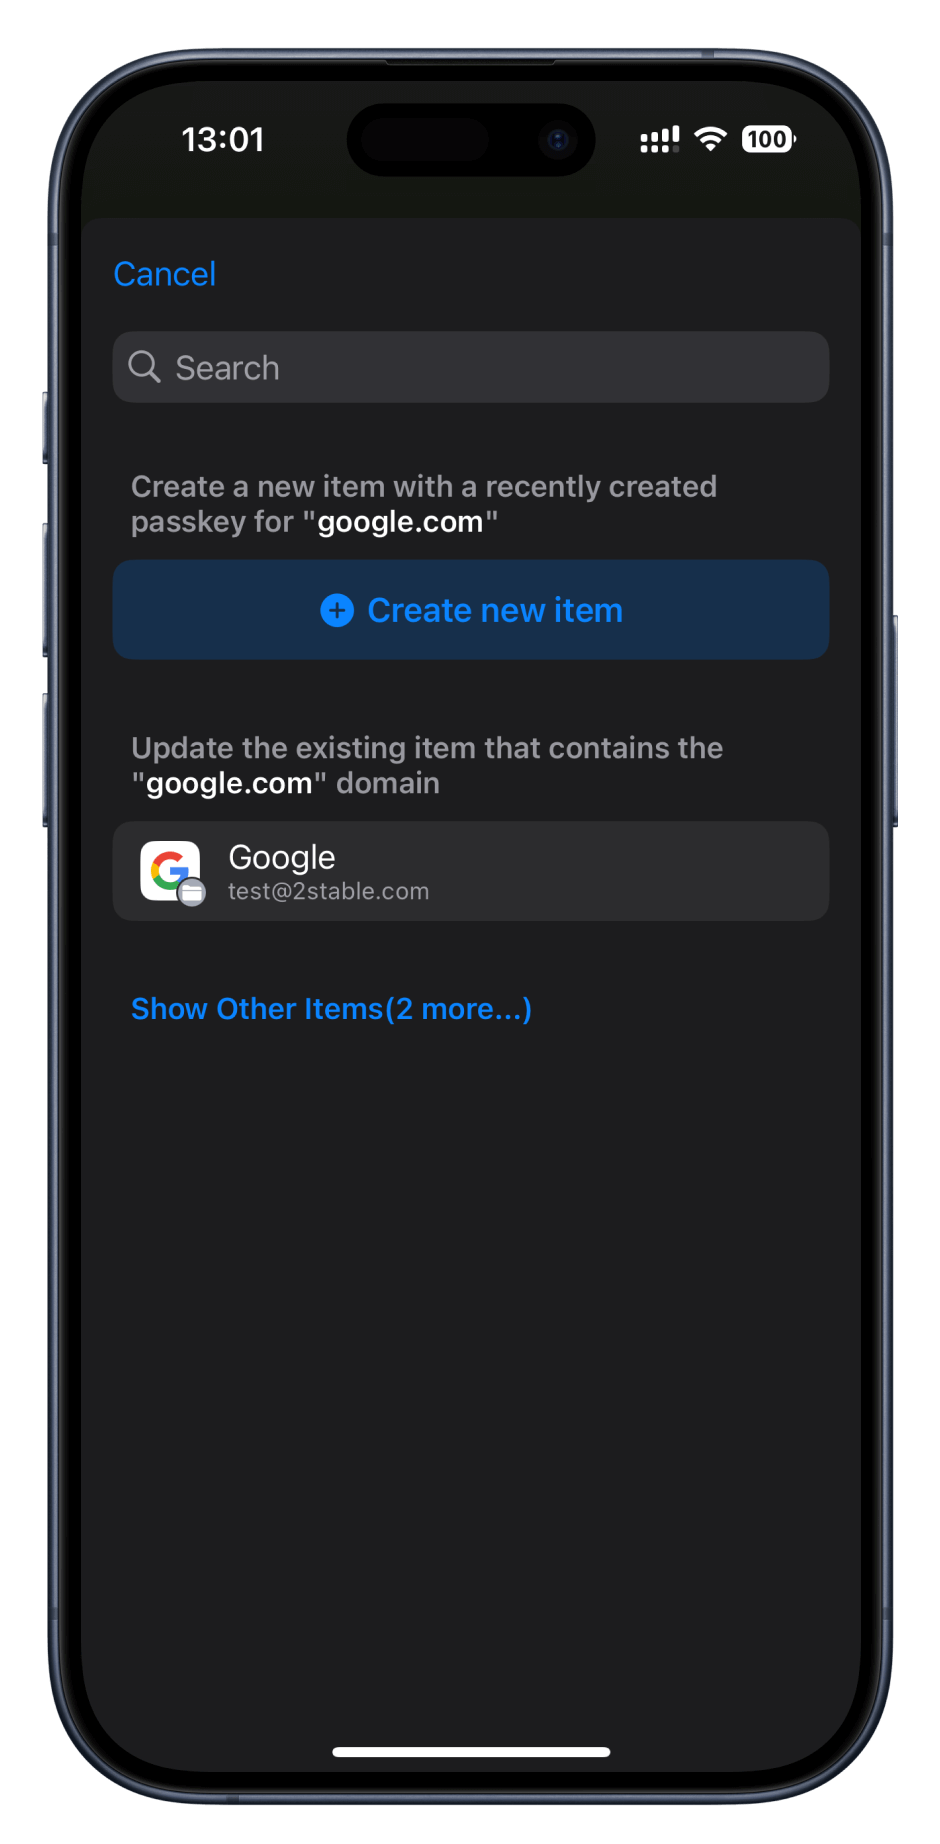 13:01
100
Cancel
Search
Create a new item with a recently created
passkey for "google.com"
Create new item
Update the existing item that contains the
"google.com" domain
Google
test@2stable.com
Show Other Items(2 more...)